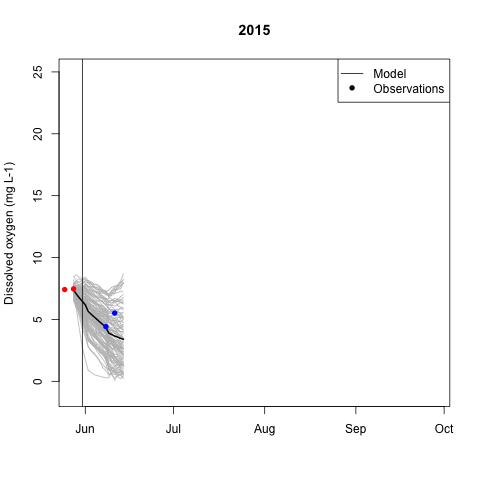 2015
Model
Observations
Dissolved oxygen (mg L-1)
25
20
15
10
5
0
Jun
Jul
Aug
Sep
Oct